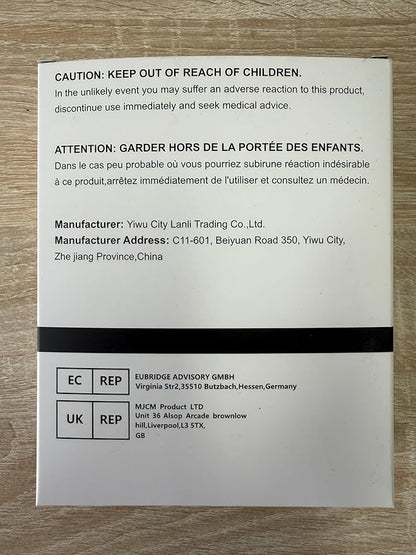 CAUTION: KEEP OUT OF REACH OF CHILDREN.
In the unlikely event you may suffer an adverse reaction to this product,
discontinue use immediately and seek medical advice.
ATTENTION: GARDER HORS DE LA PORTÉE DES ENFANTS.
Dans le cas peu probable où vous pourriez subirune réaction indésirable
à ce produit,arrêtez immédiatement de l'utiliser et consultez un médecin.
Manufacturer: Yiwu City Lanli Trading Co.,Ltd.
Manufacturer Address: C11-601, Beiyuan Road 350, Yiwu City,
Zhe jiang Province,China
EC REP
EUBRIDGE ADVISORY GMBH
Virginia Str2,35510 Butzbach,Hessen,Germany
UK REP
MJCM Product LTD
Unit 36 Alsop Arcade brownlow
hill,Liverpool,L3 5TX,
GB